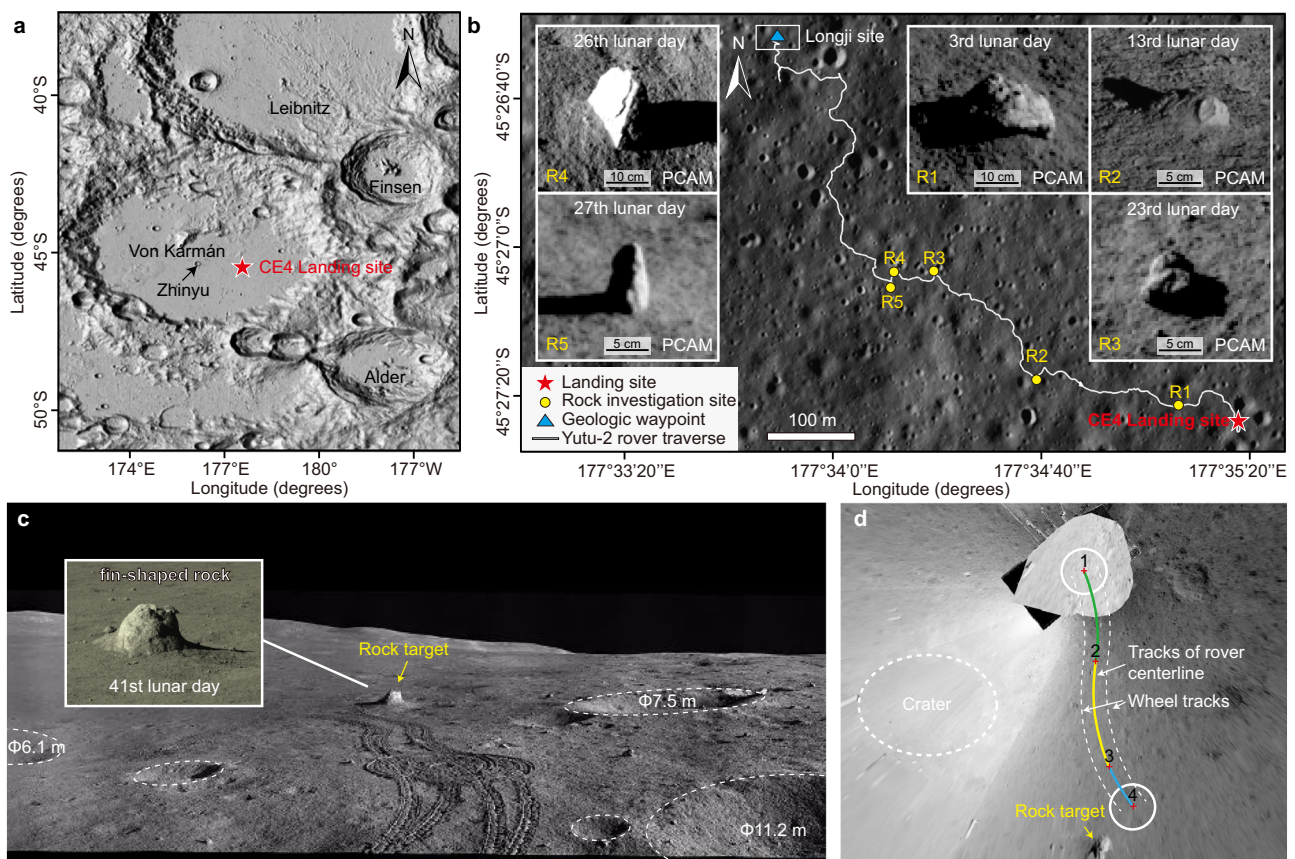 a
177°E
180°
177°W
N
40°S
45°S
50°S
Latitude (degrees)
Leibnitz
Finsen
Von Kármán
Zhinyu
CE4 Landing site
Alder
174°E
177°E
180°
177°W
Longitude (degrees)
b
26th lunar day
R4
10 cm
PCAM
N
Longji site
3rd lunar day
R1
10 cm
PCAM
13th lunar day
R2
5 cm
PCAM
27th lunar day
R5
5 cm
PCAM
23rd lunar day
R3
5 cm
PCAM
45°26'40''S
45°27'0''S
45°27'20''S
Latitude (degrees)
R4
R3
R5
R2
R1
CE4 Landing site
Landing site
Rock investigation site
Geologic waypoint
Yutu-2 rover traverse
100 m
177°33'20''E
177°34'0''E
177°34'40''E
177°35'20''E
Longitude (degrees)
c
fin-shaped rock
41st lunar day
Rock target
Φ7.5 m
Φ6.1 m
Φ11.2 m
d
1
2
Tracks of rover
centerline
Wheel tracks
Crater
3
4
Rock target